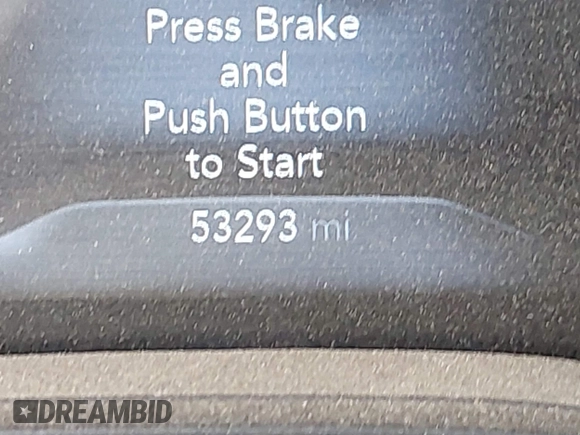 Press Brake
and
Push Button
to Start
53293 mi
DREAMBID